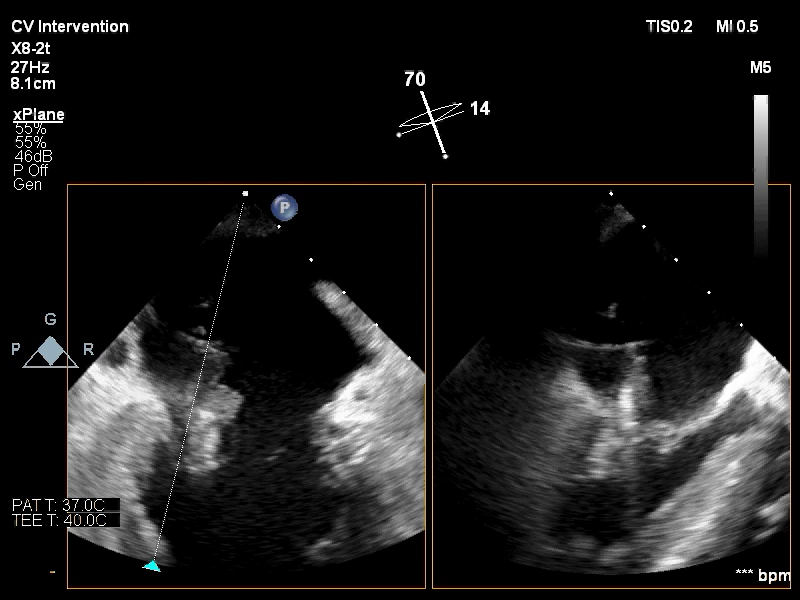 CV Intervention
X8-2t
27Hz
8.1cm
xPlane
55%
55%
46dB
P Off
Gen
TIS0.2 MI 0.5
M5
70
14
P
G
P R
PAT T: 37.0C
TEE T: 40.0C
*** bpm